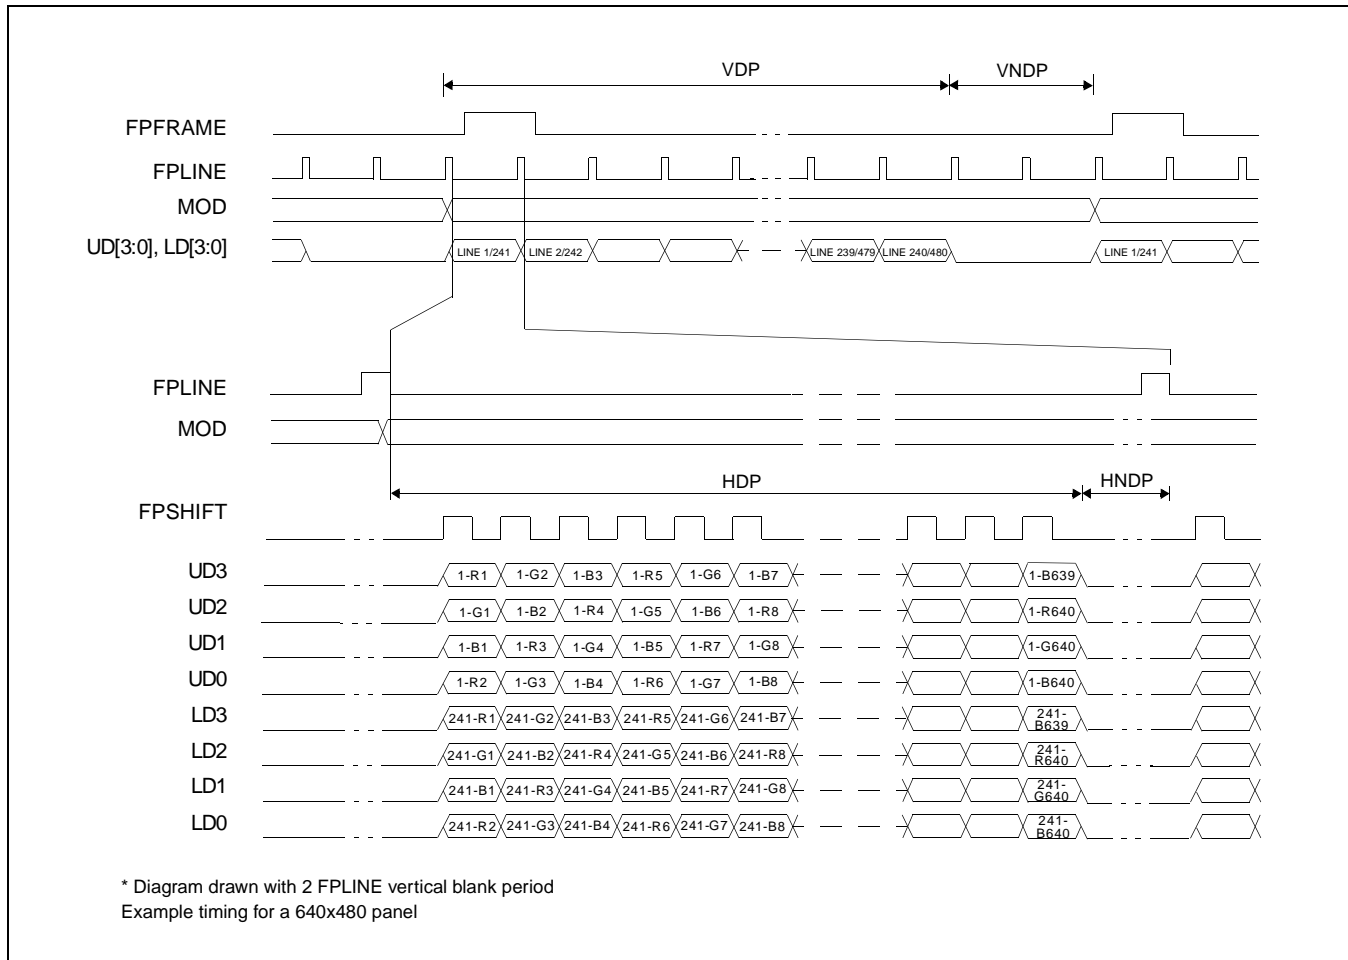 VDP VNDP
FPFRAME
FPLINE
MOD
UD[3:0], LD[3:0] LINE 1/241 LINE 2/242 LINE 239/479 LINE 240/480 LINE 1/241
FPLINE
MOD
HDP HNDP
FPSHIFT
UD3 1-R1 1-G2 1-B3 1-R5 1-G6 1-B7 1-B639
UD2 1-G1 1-B2 1-R4 1-G5 1-B6 1-R8 1-R640
UD1 1-B1 1-R3 1-G4 1-B5 1-R7 1-G8 1-G640
UD0 1-R2 1-G3 1-B4 1-R6 1-G7 1-B8 1-B640
LD3 241-R1 241-G2 241-B3 241-R5 241-G6 241-B7 241-B639
LD2 241-G1 241-B2 241-R4 241-G5 241-B6 241-R8 241-R640
LD1 241-B1 241-R3 241-G4 241-B5 241-R7 241-G8 241-G640
LD0 241-R2 241-G3 241-B4 241-R6 241-G7 241-B8 241-B640
* Diagram drawn with 2 FPLINE vertical blank period
Example timing for a 640x480 panel